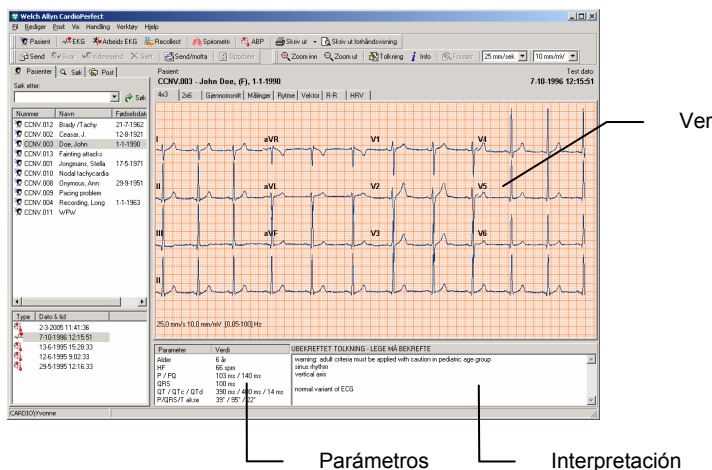 Welch Allyn CardioPerfect
Fil Rediger Post Vis Handling Verktøy Hjelp
Pasient EKG Arbeids EKG Recollect Spirometri ABP Skriv ut Skriv ut forhåndsvisning
Send Svar Videresend Slett Send/motta Oppdater Zoom inn Zoom ut Tolkning Info Forstørr 25 mm/sek 10 mm/mV
Pasienter Søk Post
Søk etter:
Søk
Nummer Navn Fødselsdato
CCNV.012 Brady /Tachy 21-7-1962
CCNV.002 Ceasar, J. 12-8-1921
CCNV.003 Doe, John 1-1-1990
CCNV.013 Fainting attacks
CCNV.001 Jongmans, Stella 17-5-1971
CCNV.010 Nodal tachycardia
CCNV.008 Onymous, Ann 29-9-1951
CCNV.009 Pacing problem
CCNV.004 Recording, Long 1-1-1963
CCNV.011 WPW
Type Dato & tid
2-3-2005 11:41:36
7-10-1996 12:15:51
13-6-1995 15:28:33
12-6-1995 9:02:33
29-5-1995 12:16:33
Pasient: Test dato:
CCNV.003 - John Doe, (F), 1-1-1990 7-10-1996 12:15:51
4x3 2x6 Gjennomsnitt Målinger Rytme Vektor R-R HRV
I aVR V1 V4
II aVL V2 V5
III aVF V3 V6
II
25.0 mm/s 10.0 mm/mV [0.05-100] Hz
Parameter Verdi
Alder 6 år
HF 66 spm
P / PQ 103 ms / 140 ms
QRS 100 ms
QT / QTc / QTd 390 ms / 400 ms / 14 ms
P/QRS/T akse 39° / 95° / 22°
UBEKREFTET TOLKNING - LEGE MÅ BEKREFTE
warning: adult criteria must be applied with caution in pediatric age group
sinus rhythm
vertical axis
normal variant of ECG
CARDIO\Yvonne
Ver
Parámetros
Interpretación